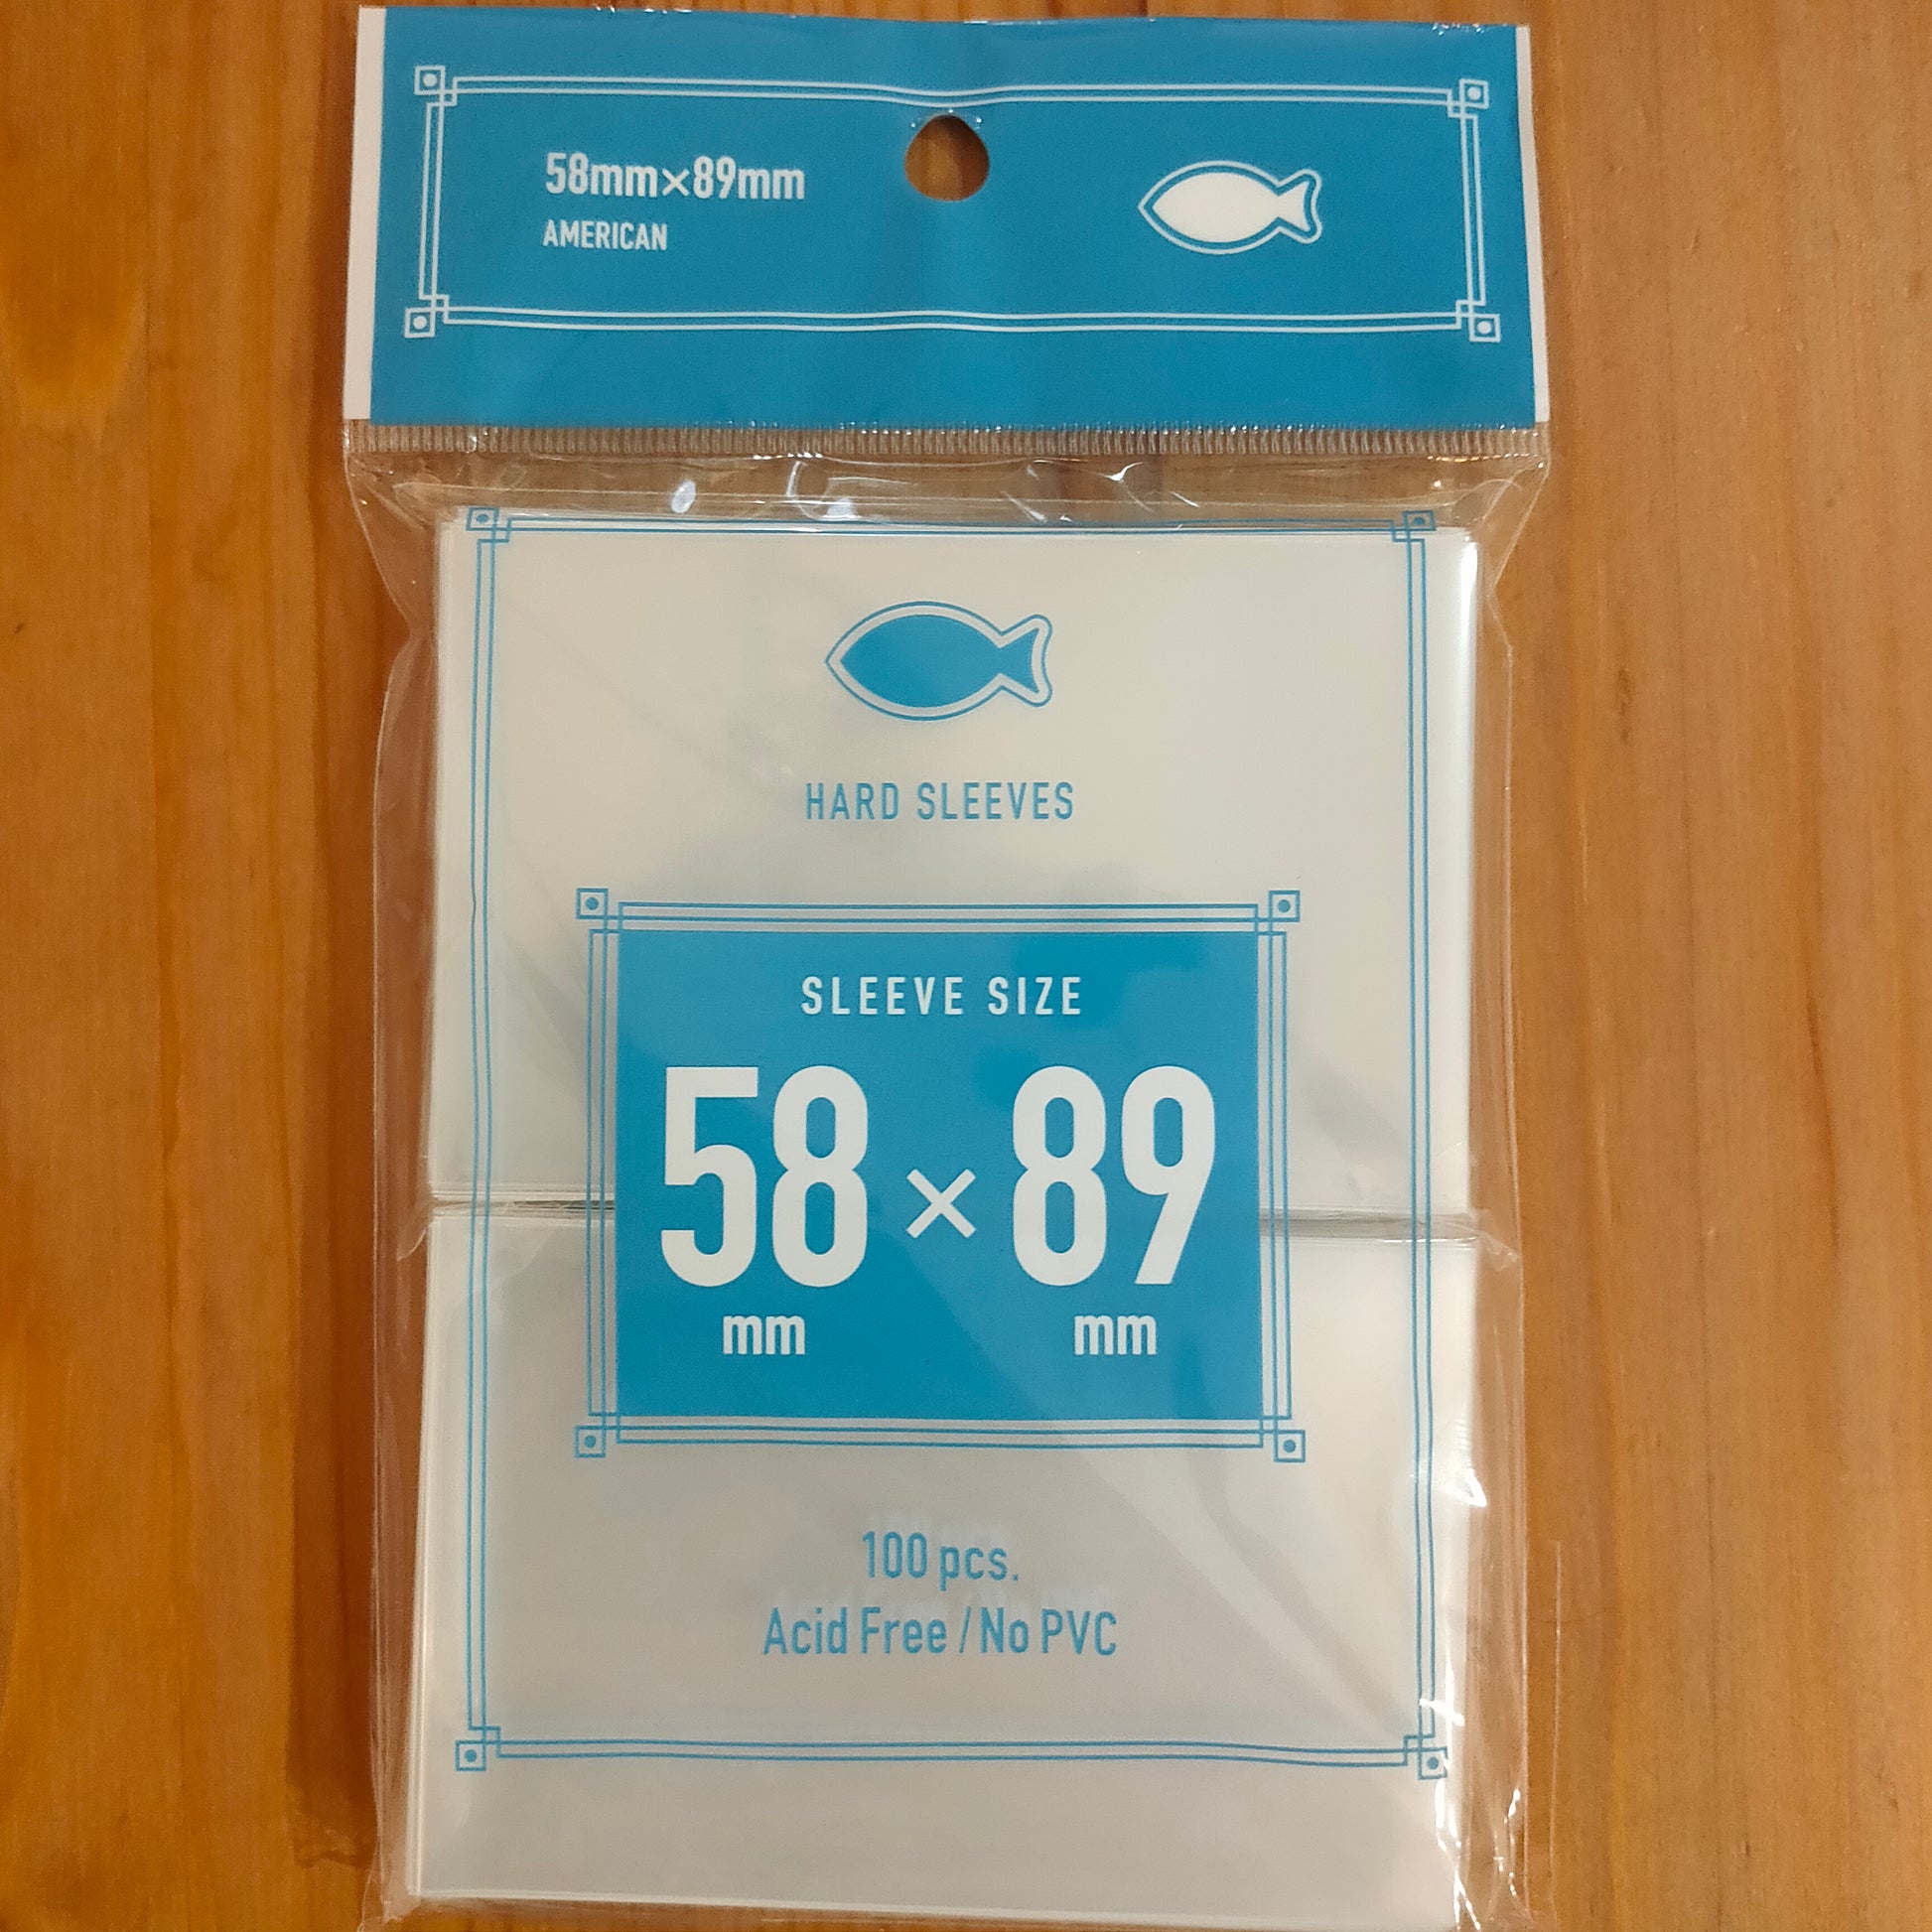 58mm×89mm
AMERICAN
HARD SLEEVES
SLEEVE SIZE
58 × 89
mm mm
100 pcs.
Acid Free / No PVC